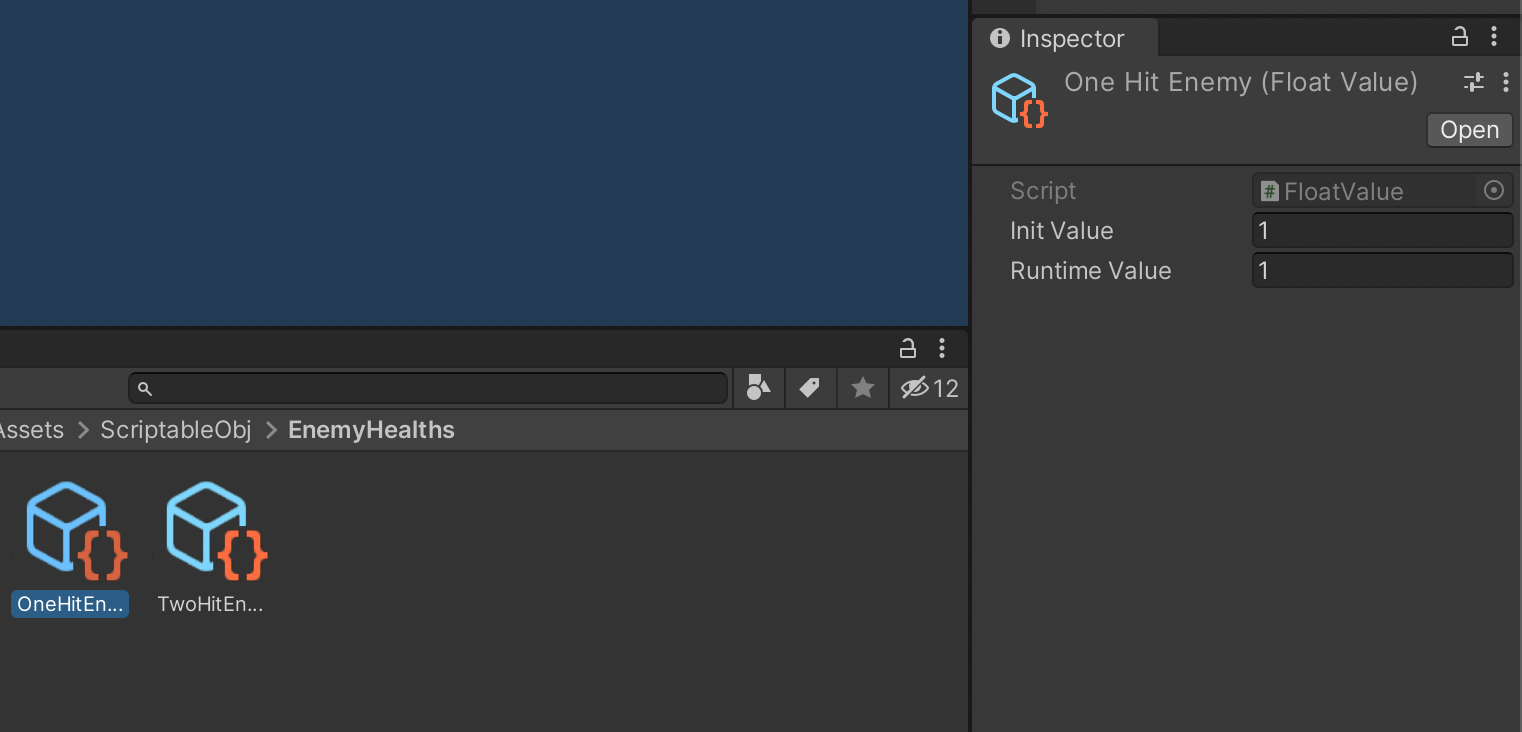 Inspector
One Hit Enemy (Float Value)
Open
Script
# FloatValue
Init Value
1
Runtime Value
1
12
Assets > ScriptableObj > EnemyHealths
OneHitEn...
TwoHitEn...